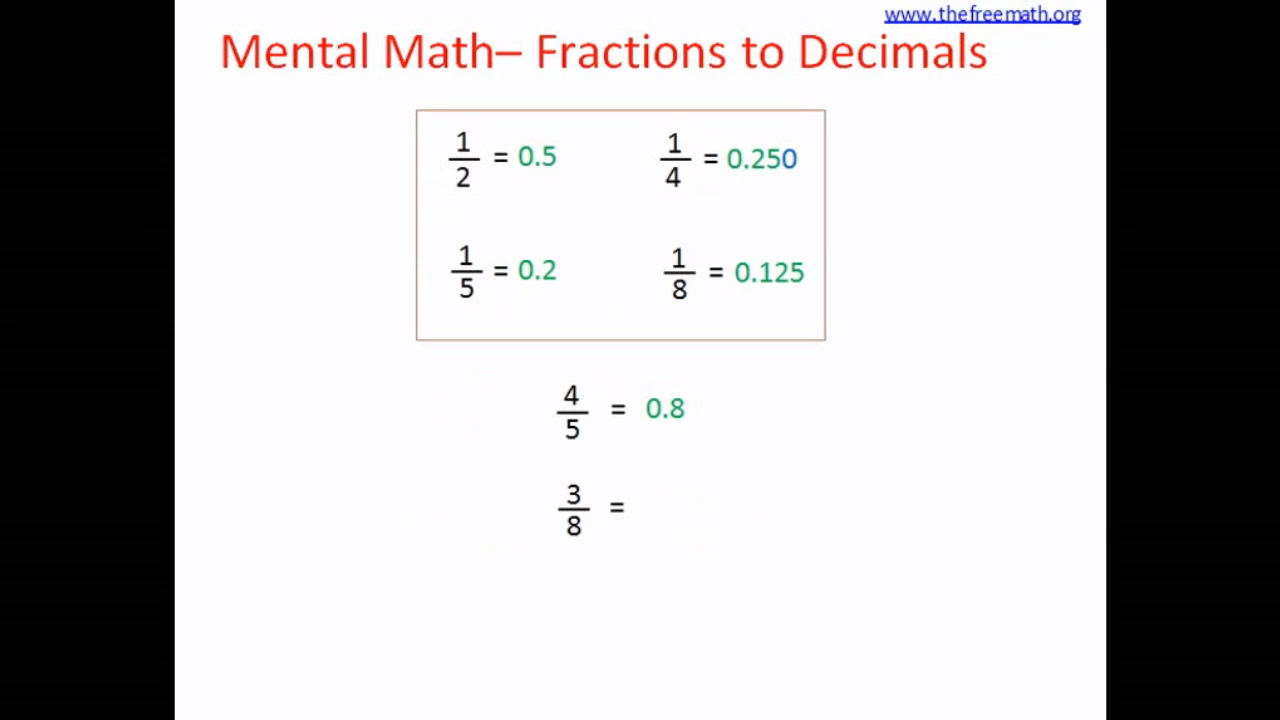 www.thefreemath.org
Mental Math– Fractions to Decimals
1/2 = 0.5 1/4 = 0.250
1/5 = 0.2 1/8 = 0.125
4/5 = 0.8
3/8 =